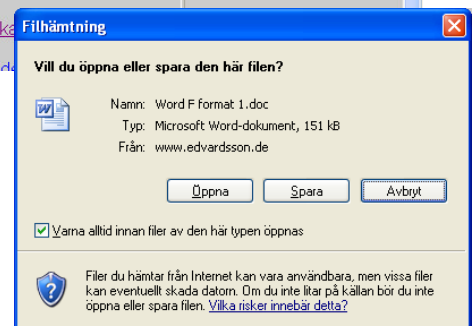 Filhämtning
Vill du öppna eller spara den här filen?
Namn: Word F format 1.doc
Typ: Microsoft Word-dokument, 151 kB
Från: www.edvardsson.de
Öppna Spara Avbryt
Varna alltid innan filer av den här typen öppnas
Filer du hämtar från Internet kan vara användbara, men vissa filer
kan eventuellt skada datorn. Om du inte litar på källan bör du inte
öppna eller spara filen. Vilka risker innebär detta?